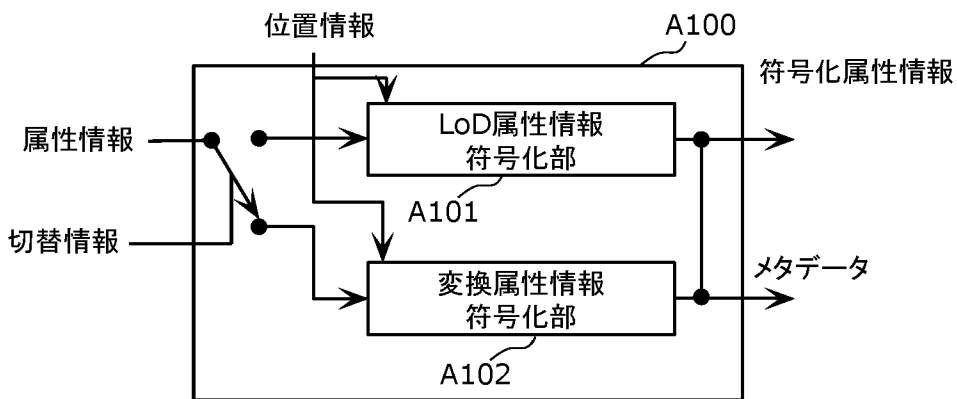 位置情報
A100
符号化属性情報
属性情報
LoD属性情報
符号化部
A101
切替情報
メタデータ
変換属性情報
符号化部
A102